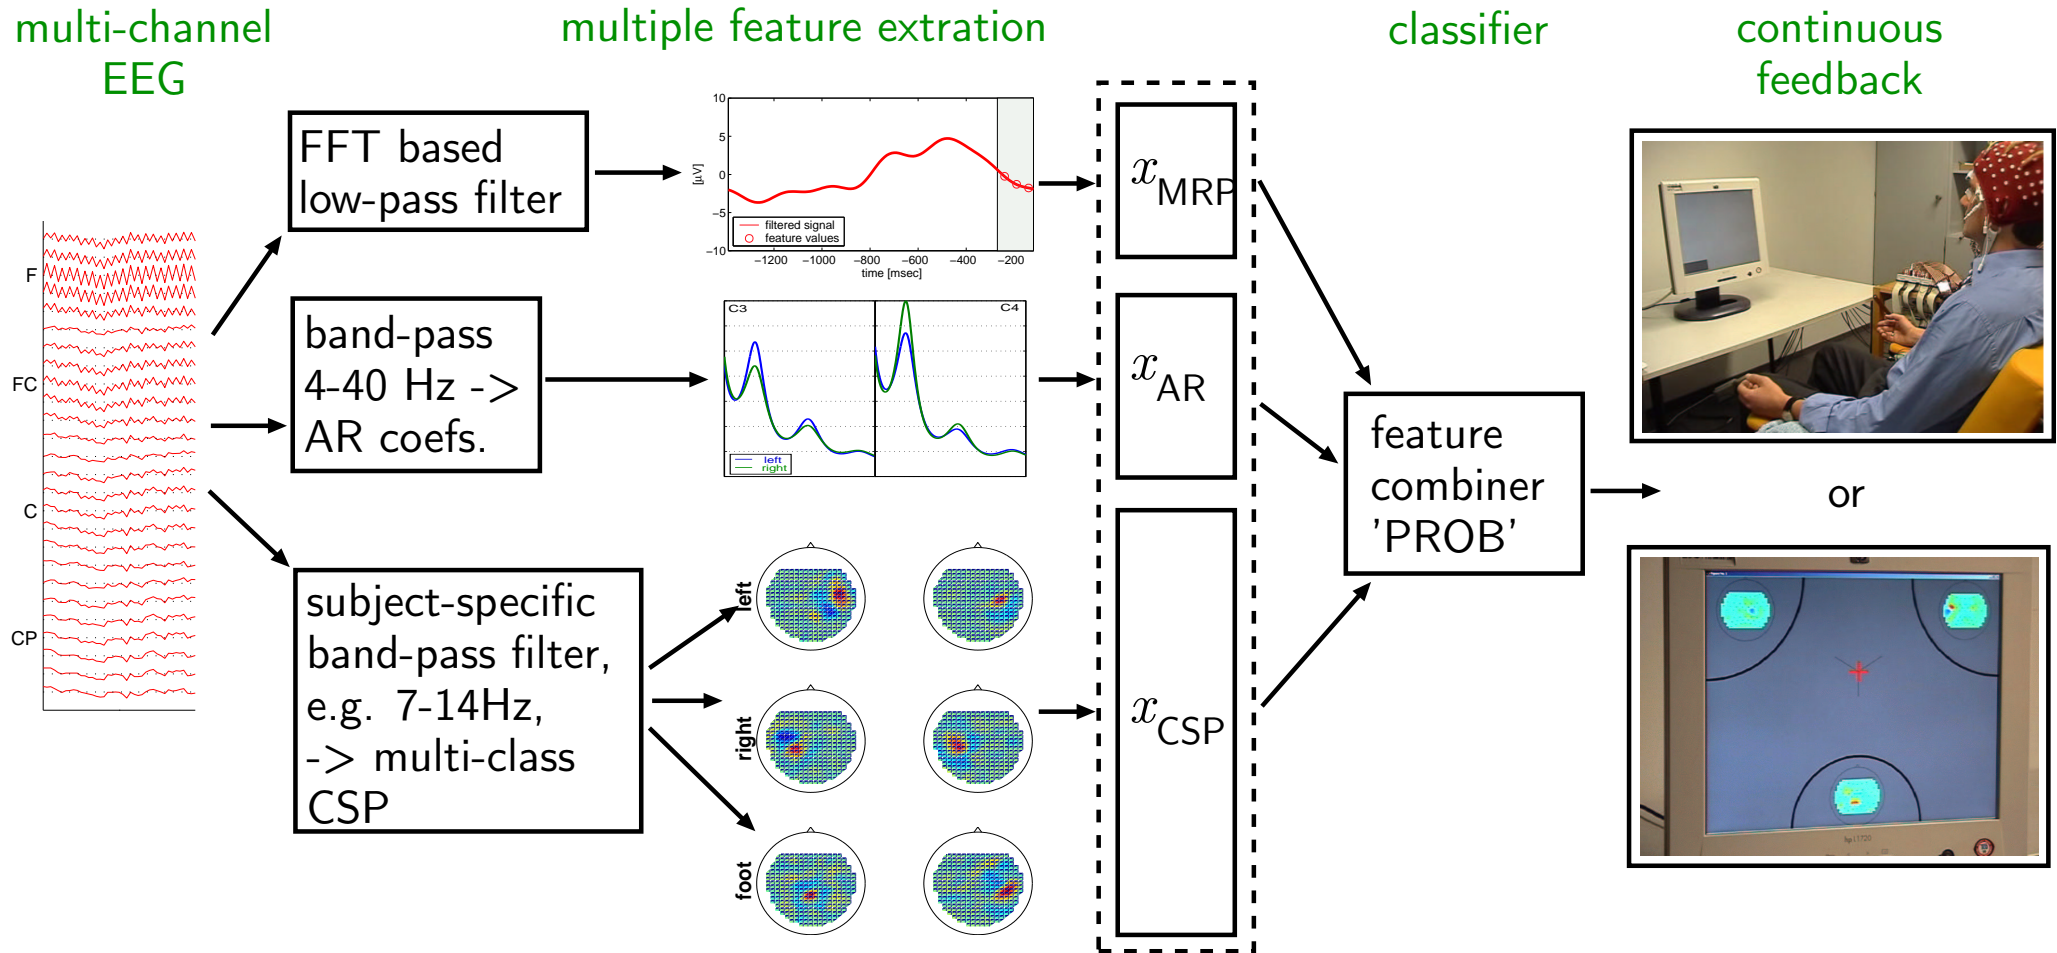 multi-channel
EEG
multiple feature extration
classifier
continuous
feedback
F
FC
C
CP
FFT based
low-pass filter
band-pass
4-40 Hz ->
AR coefs.
subject-specific
band-pass filter,
e.g. 7-14Hz,
-> multi-class
CSP
10
5
0
−5
−10
[µV]
filtered signal
feature values
−1200 −1000 −800 −600 −400 −200
time [msec]
C3
C4
left
right
left
right
foot
xMRP
xAR
xCSP
feature
combiner
'PROB'
or